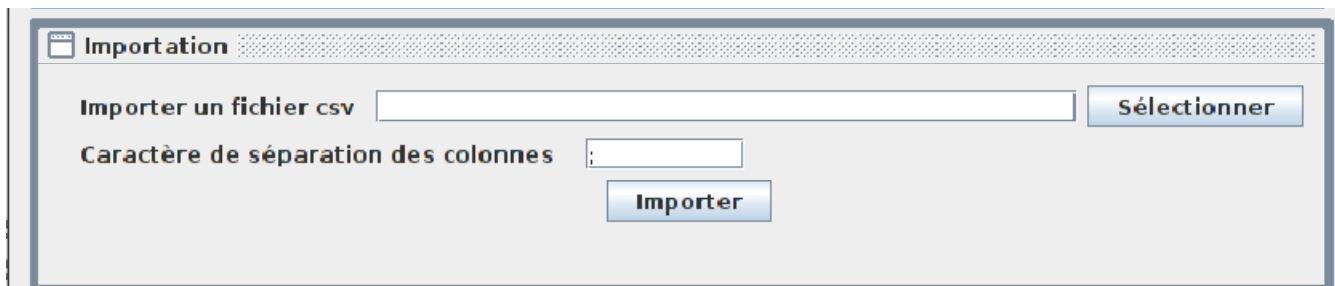 Importation
Importer un fichier csv Sélectionner
Caractère de séparation des colonnes ;
Importer